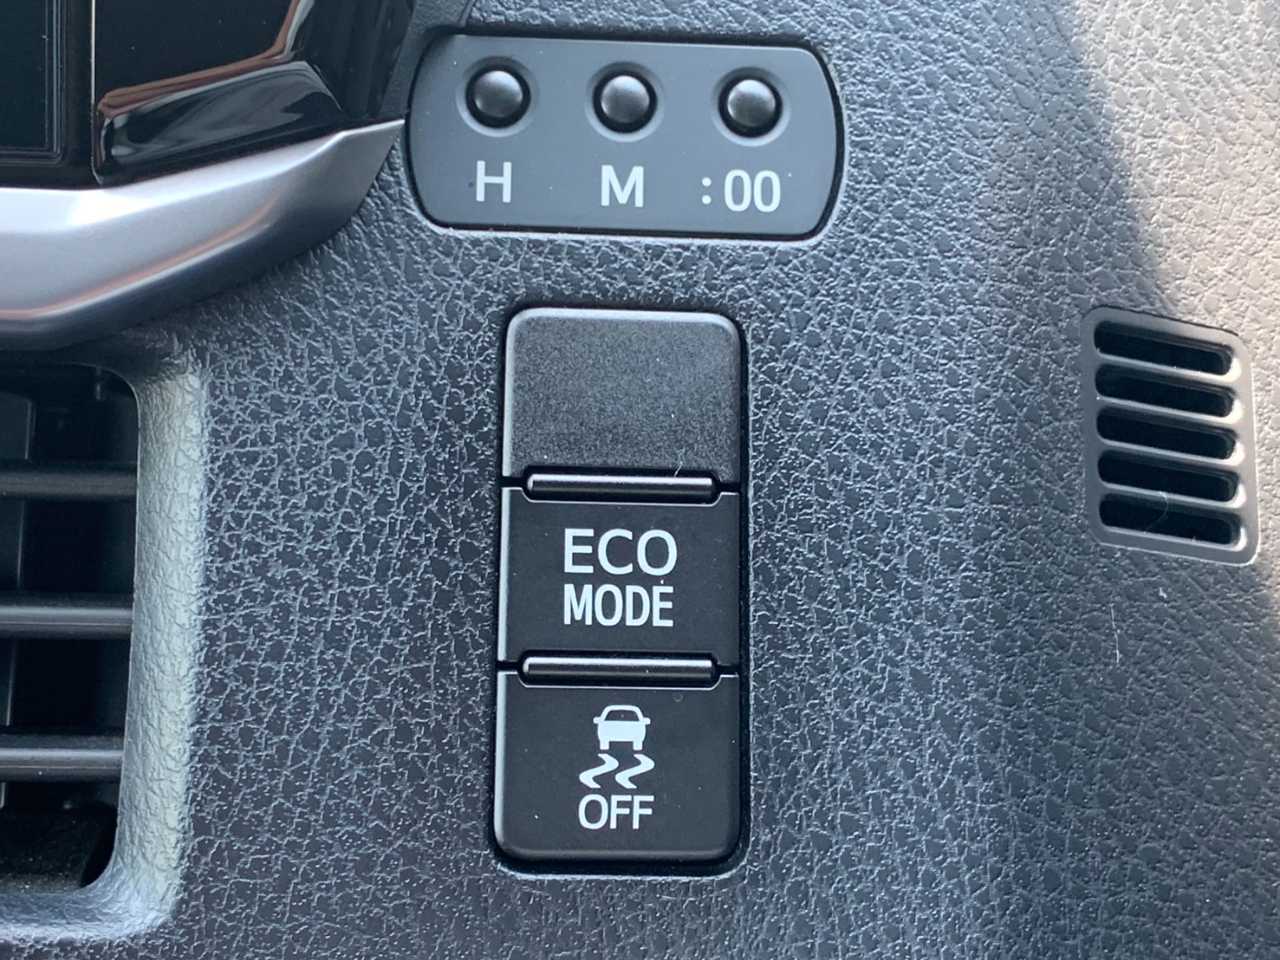 H M :00
ECO
MODE
OFF